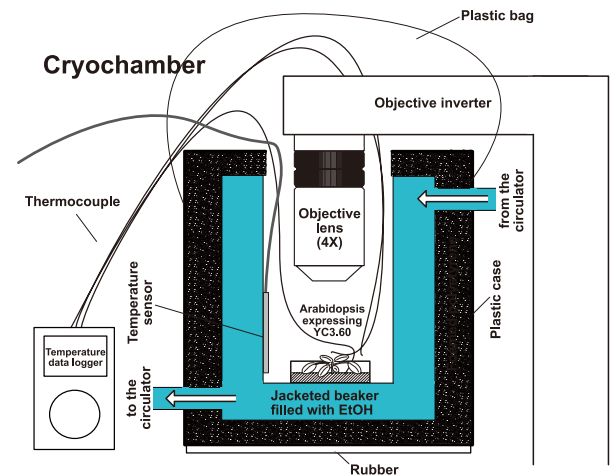 Plastic bag
Cryochamber
Objective inverter
Thermocouple
Objective
lens
(4X)
from the
circulator
Temperature
sensor
Arabidopsis
expressing
YC3.60
Plastic case
Temperature
data logger
to the
circulator
Jacketed beaker
filled with EtOH
Rubber